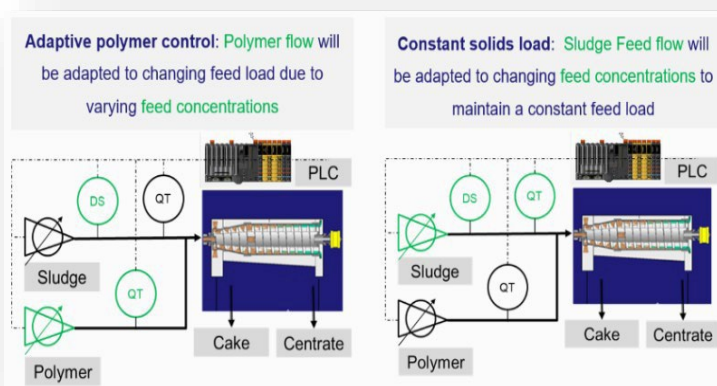 Adaptive polymer control: Polymer flow will
be adapted to changing feed load due to
varying feed concentrations
PLC
DS
QT
Sludge
QT
Polymer
Cake
Centrate
Constant solids load: Sludge Feed flow will
be adapted to changing feed concentrations to
maintain a constant feed load
PLC
DS
QT
Sludge
QT
Polymer
Cake
Centrate